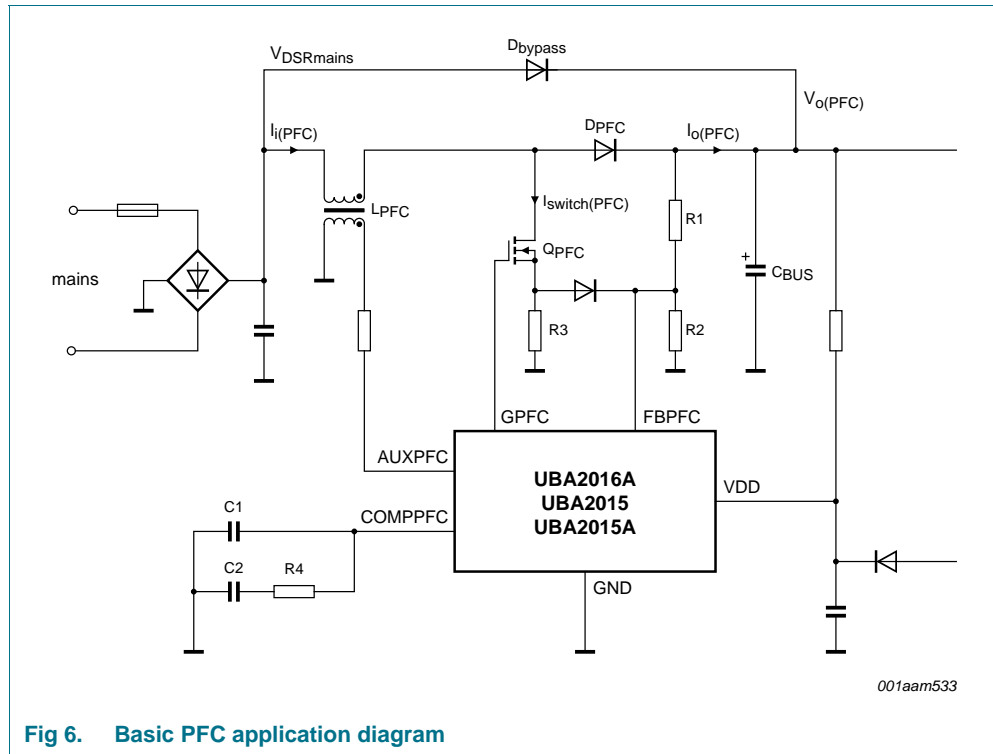 Dbypass
VDSRmains
Vo(PFC)
Ii(PFC)
DPFC
Io(PFC)
LPFC
Iswitch(PFC)
R1
QPFC
mains
+
CBUS
R3
R2
GPFC
FBPFC
AUXPFC
UBA2016A
UBA2015
UBA2015A
VDD
COMPPFC
C1
C2
R4
GND
001aam533
Fig 6. Basic PFC application diagram